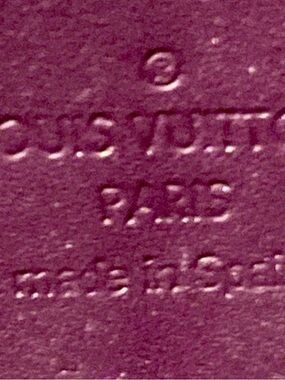 ®
OUIS VUITTO
PARIS
made in Spai